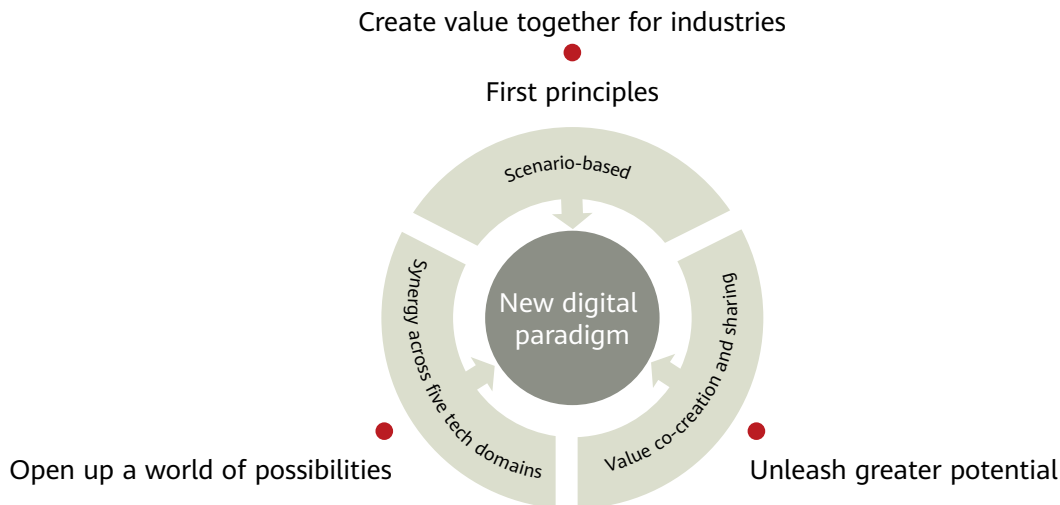 Create value together for industries
First principles
Scenario-based
New digital
paradigm
Synergy across five tech domains
Value co-creation and sharing
Open up a world of possibilities
Unleash greater potential